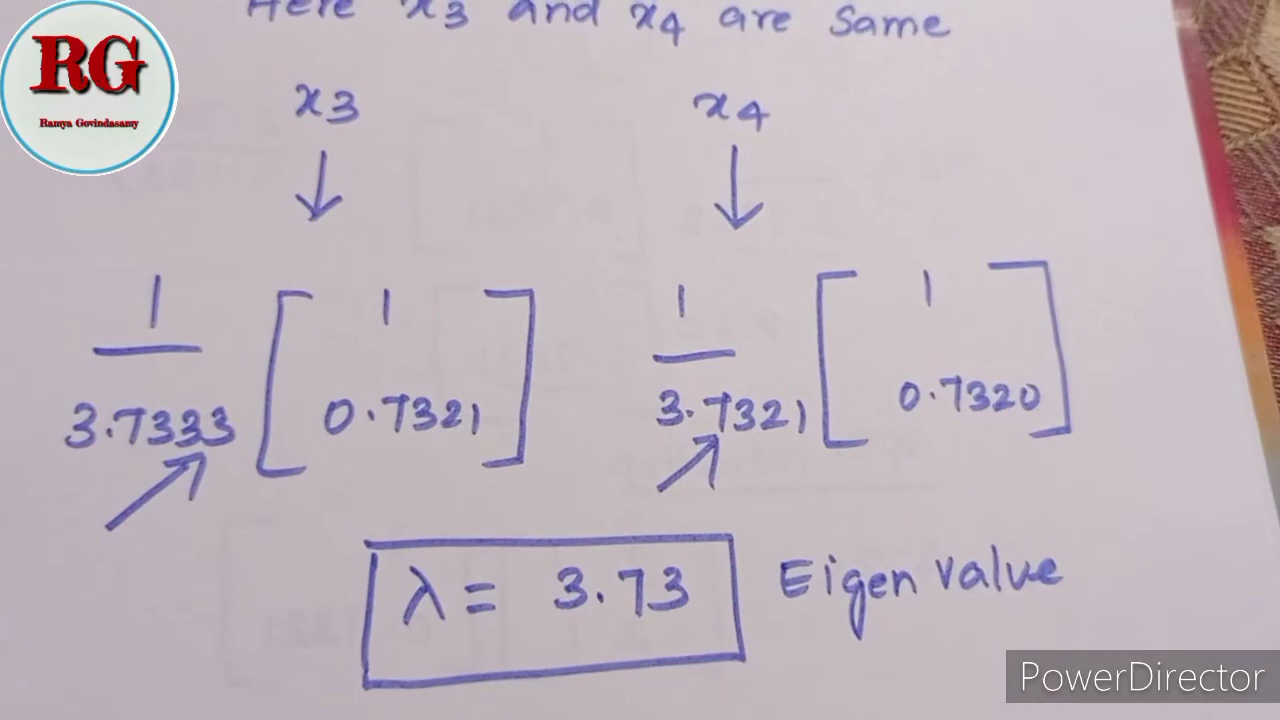 Here x3 and x4 are same
RG
Ramya Govindasamy
x3 x4
↓ ↓
1/3.7333 [1 0.7321] 1/3.7321 [1 0.7320]
λ = 3.73 Eigen value
PowerDirector